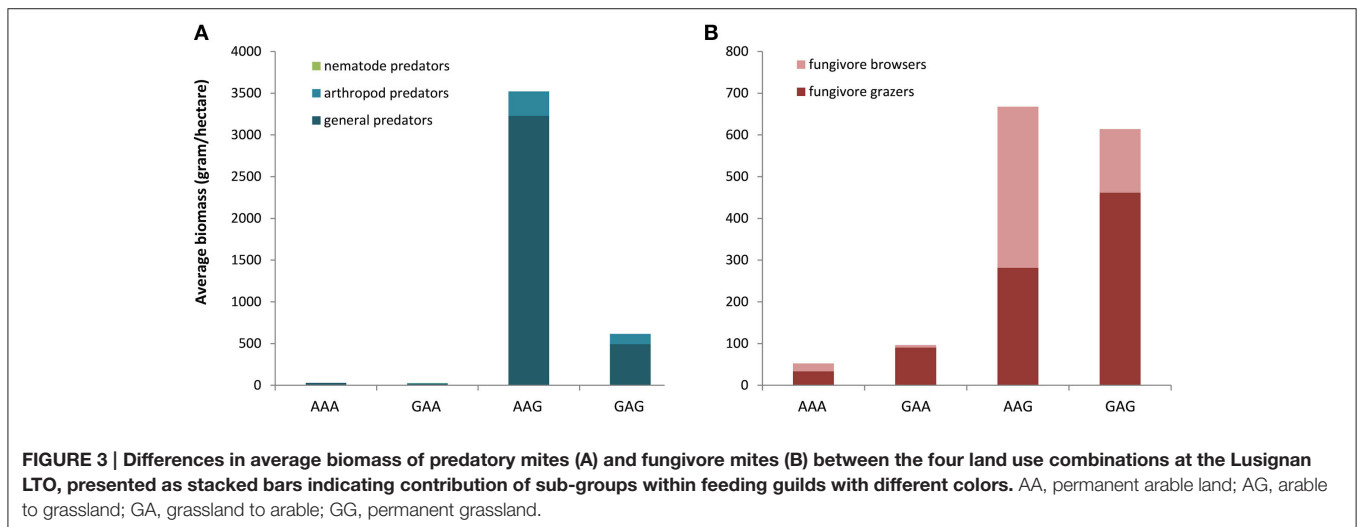 A
Average biomass (gram/hectare)
4000
3500
3000
2500
2000
1500
1000
500
0
nematode predators
arthropod predators
general predators
AAA GAA AAG GAG
B
800
700
600
500
400
300
200
100
0
fungivore browsers
fungivore grazers
AAA GAA AAG GAG
FIGURE 3 | Differences in average biomass of predatory mites (A) and fungivore mites (B) between the four land use combinations at the Lusignan
LTO, presented as stacked bars indicating contribution of sub-groups within feeding guilds with different colors. AA, permanent arable land; AG, arable
to grassland; GA, grassland to arable; GG, permanent grassland.